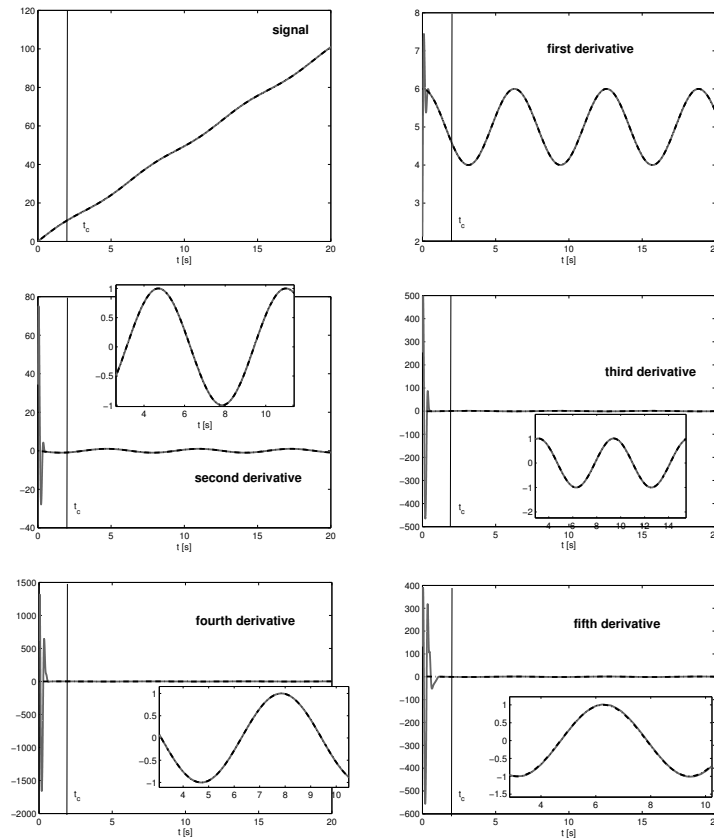 signal
120
100
80
60
40
20
0
t_c
0 5 10 15 20
t [s]
first derivative
8
7
6
5
4
3
2
t_c
0 5 10 15 20
t [s]
80
60
40
20
0
−20
−40
1
0.5
0
−0.5
−1
4 6 8 10
t [s]
second derivative
t_c
0 5 10 15 20
t [s]
500
400
300
200
100
0
−100
−200
−300
−400
−500
third derivative
1
0
−1
−2
4 6 8 10 12 14
t_c
0 5 10 15 20
t [s]
1500
1000
500
0
−500
−1000
−1500
−2000
fourth derivative
1
0.5
0
−0.5
−1
4 5 6 7 8 9 10
t_c
0 5 10 15 20
t [s]
400
300
200
100
0
−100
−200
−300
−400
−500
−600
fifth derivative
1
0.5
0
−0.5
−1
−1.5
4 6 8 10
t_c
0 5 10 15 20
t [s]